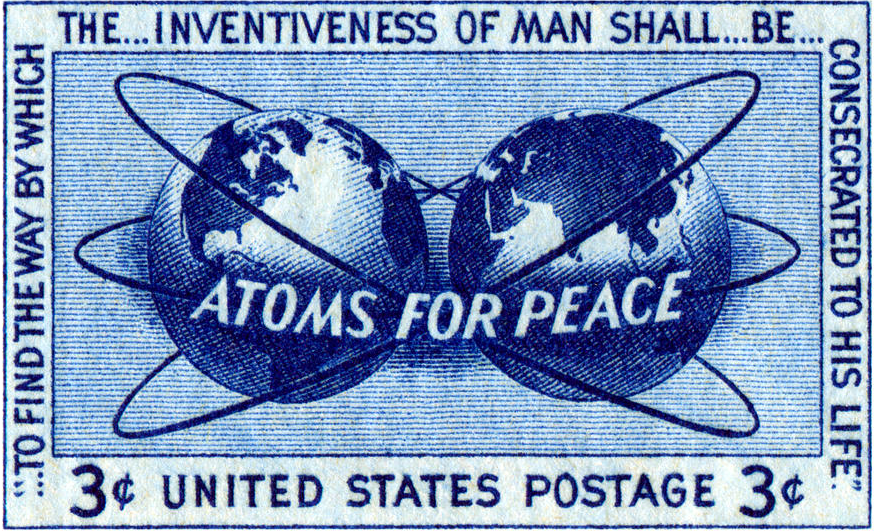 "...TO FIND THE WAY BY WHICH
THE...INVENTIVENESS OF MAN SHALL...BE...
CONSECRATED TO HIS LIFE."
ATOMS FOR PEACE
3¢ UNITED STATES POSTAGE 3¢